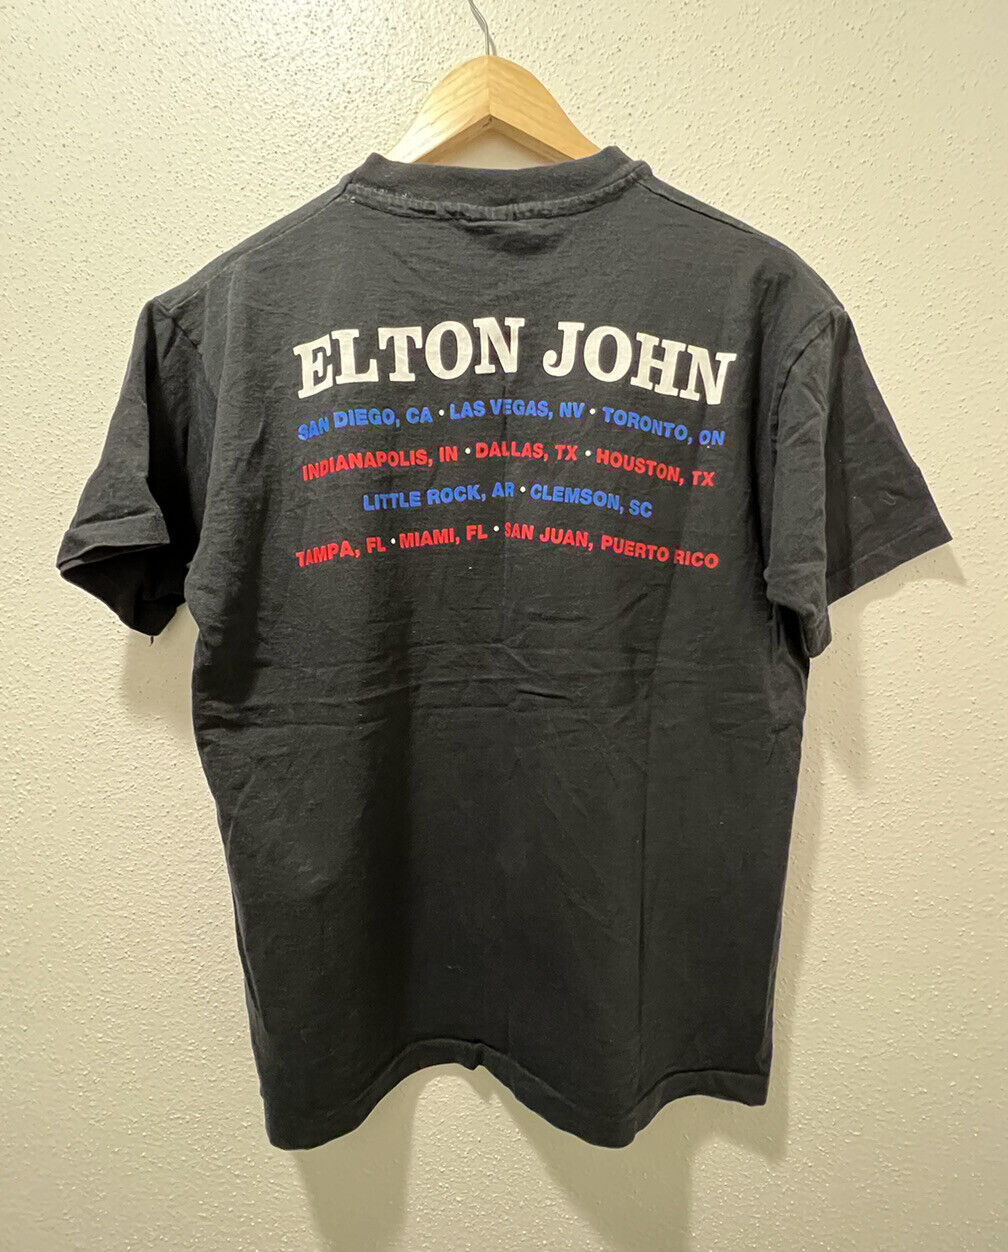 ELTON JOHN
SAN DIEGO, CA • LAS VEGAS, NV • TORONTO, ON
INDIANAPOLIS, IN • DALLAS, TX • HOUSTON, TX
LITTLE ROCK, AR • CLEMSON, SC
TAMPA, FL • MIAMI, FL • SAN JUAN, PUERTO RICO